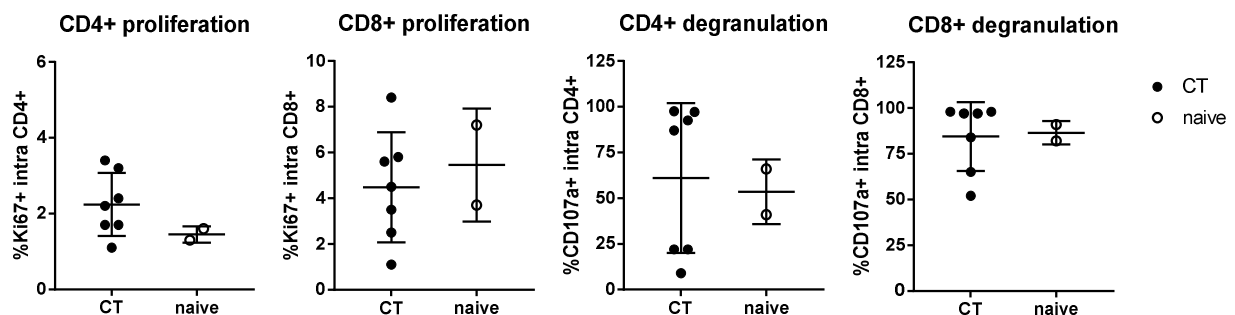 CD4+ proliferation
%Ki67+ intra CD4+
6
4
2
0
CT
naive
CD8+ proliferation
%Ki67+ intra CD8+
10
8
6
4
2
0
CT
naive
CD4+ degranulation
%CD107a+ intra CD4+
125
100
75
50
25
0
CT
naive
CD8+ degranulation
%CD107a+ intra CD8+
125
100
75
50
25
0
CT
naive
CT
naive